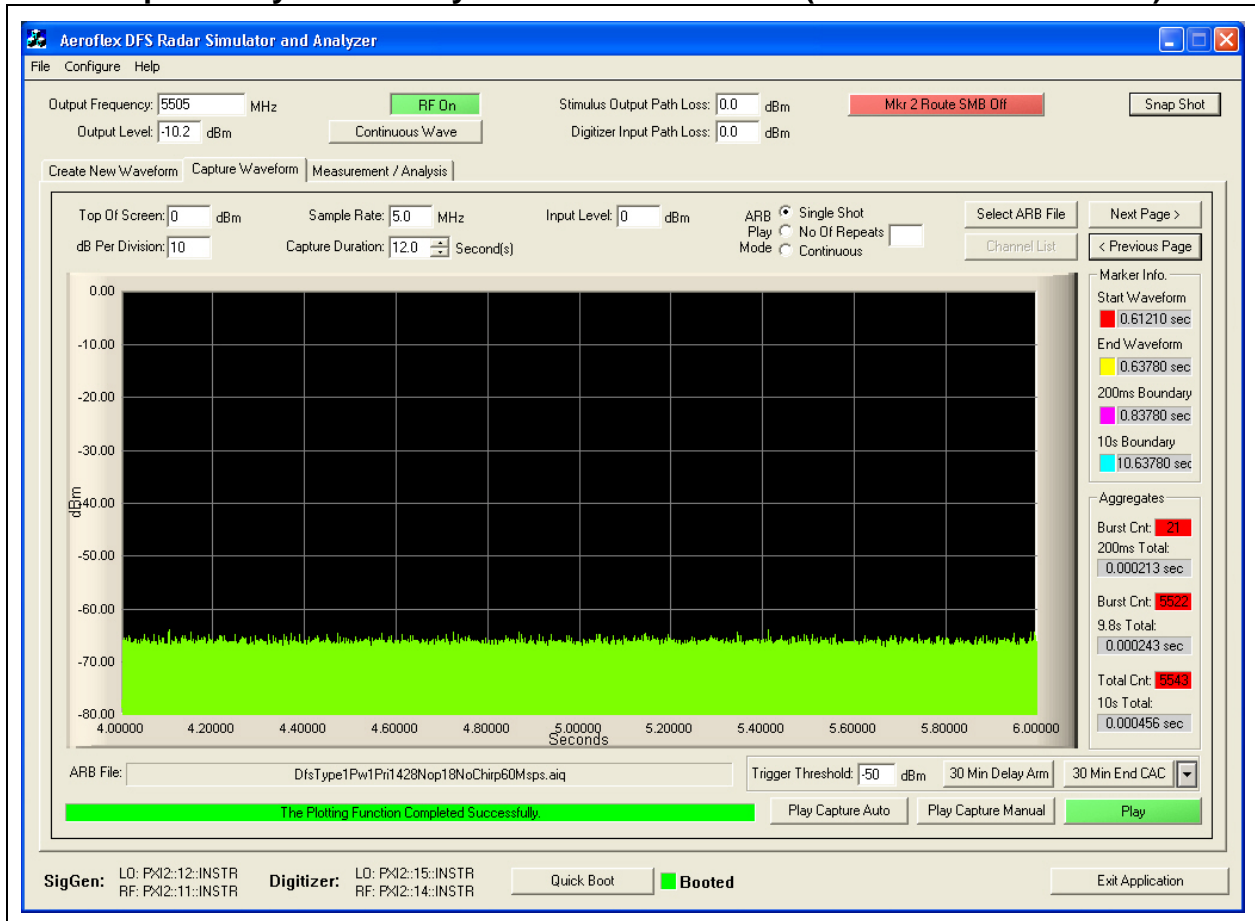 Aeroflex DFS Radar Simulator and Analyzer
File Configure Help
Output Frequency: 5505 MHz
RF On
Stimulus Output Path Loss: 0.0 dBm
Mkr 2 Route SMB Off
Snap Shot
Output Level: -10.2 dBm
Continuous Wave
Digitizer Input Path Loss: 0.0 dBm
Create New Waveform
Capture Waveform
Measurement / Analysis
Top Of Screen: 0 dBm
Sample Rate: 5.0 MHz
Input Level: 0 dBm
ARB Play Mode
Single Shot
No Of Repeats
Continuous
Select ARB File
Next Page >
dB Per Division: 10
Capture Duration: 12.0 Second(s)
Channel List
< Previous Page
0.00
-10.00
-20.00
-30.00
-40.00
-50.00
-60.00
-70.00
-80.00
dBm
4.00000 4.20000 4.40000 4.60000 4.80000 5.00000 5.20000 5.40000 5.60000 5.80000 6.00000
Seconds
Marker Info.
Start Waveform
0.61210 sec
End Waveform
0.63780 sec
200ms Boundary
0.83780 sec
10s Boundary
10.63780 sec
Aggregates
Burst Cnt: 21
200ms Total:
0.000213 sec
Burst Cnt: 5522
9.8s Total:
0.000243 sec
Total Cnt: 5543
10s Total:
0.000456 sec
ARB File: DfsType1Pw1Pri1428Nop18NoChirp60Msps.aiq
Trigger Threshold: -50 dBm
30 Min Delay Arm
30 Min End CAC
The Plotting Function Completed Successfully.
Play Capture Auto
Play Capture Manual
Play
SigGen: LO: PXI2::12::INSTR
RF: PXI2::11::INSTR
Digitizer: LO: PXI2::15::INSTR
RF: PXI2::14::INSTR
Quick Boot
Booted
Exit Application